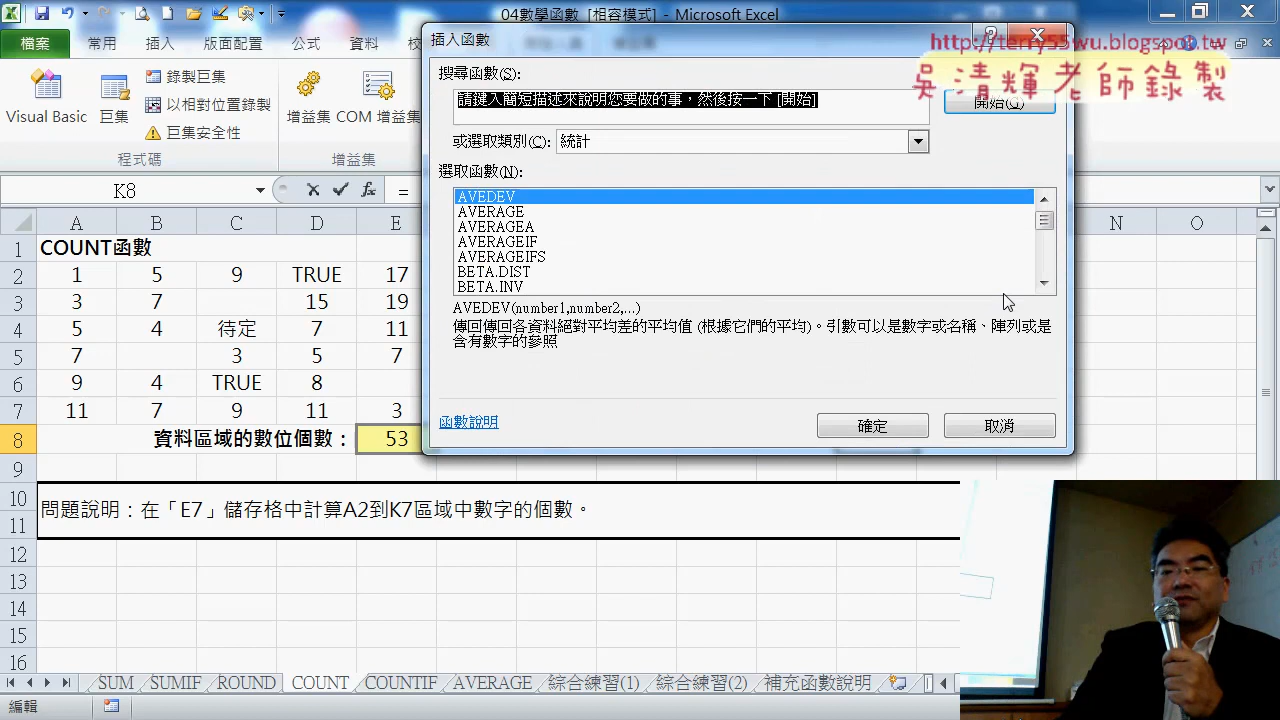 04數學函數 [相容模式] - Microsoft Excel
http://terry55wu.blogspot.tw
吳清輝老師錄製
檔案 常用 插入 版面配置 公式 資料
Visual Basic 巨集
錄製巨集
以相對位置錄製
巨集安全性
程式碼
增益集 COM 增益集
增益集
插入函數
搜尋函數(S):
請鍵入簡短描述來說明您要做的事，然後按一下 [開始]
開始(G)
或選取類別(C): 統計
選取函數(N):
AVEDEV
AVERAGE
AVERAGEA
AVERAGEIF
AVERAGEIFS
BETA.DIST
BETA.INV
AVEDEV(number1,number2,...)
傳回傳回各資料絕對平均差的平均值 (根據它們的平均)。引數可以是數字或名稱、陣列或是
含有數字的參照
函數說明
確定 取消
K8 =
A B C D E N O
1 COUNT函數
2 1 5 9 TRUE 17
3 3 7 15 19
4 5 4 待定 7 11
5 7 3 5 7
6 9 4 TRUE 8
7 11 7 9 11 3
8 資料區域的數位個數： 53
9
10
11
問題說明：在「E7」儲存格中計算A2到K7區域中數字的個數。
12
13
14
15
16
SUM SUMIF ROUND COUNT COUNTIF AVERAGE 綜合練習(1) 綜合練習(2) 補充函數說明
編輯